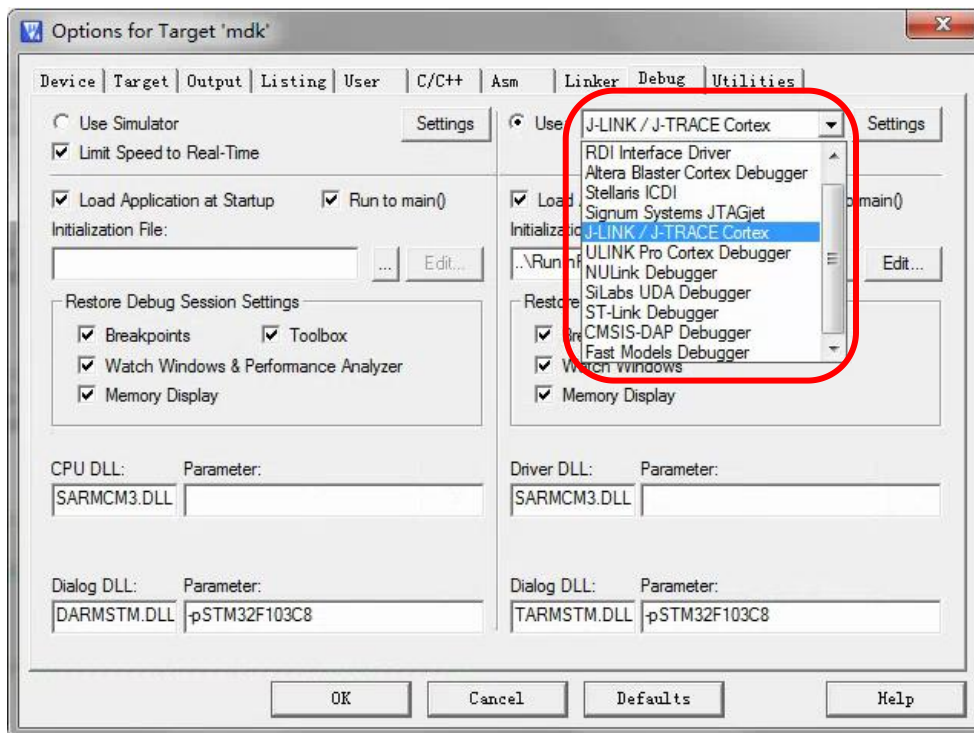 Options for Target 'mdk'
Device Target Output Listing User C/C++ Asm Linker Debug Utilities
Use Simulator Settings
Limit Speed to Real-Time
Use J-LINK / J-TRACE Cortex Settings
RDI Interface Driver
Altera Blaster Cortex Debugger
Stellaris ICDI
Signum Systems JTAGjet
J-LINK / J-TRACE Cortex
ULINK Pro Cortex Debugger
NULink Debugger
SiLabs UDA Debugger
ST-Link Debugger
CMSIS-DAP Debugger
Fast Models Debugger
Load Application at Startup Run to main()
Initialization File:
... Edit...
Restore Debug Session Settings
Breakpoints Toolbox
Watch Windows & Performance Analyzer
Memory Display
Load main()
Edit...
Watch Windows
Memory Display
CPU DLL: Parameter:
SARMCM3.DLL
Driver DLL: Parameter:
SARMCM3.DLL
Dialog DLL: Parameter:
DARMSTM.DLL -pSTM32F103C8
Dialog DLL: Parameter:
TARMSTM.DLL -pSTM32F103C8
OK Cancel Defaults Help